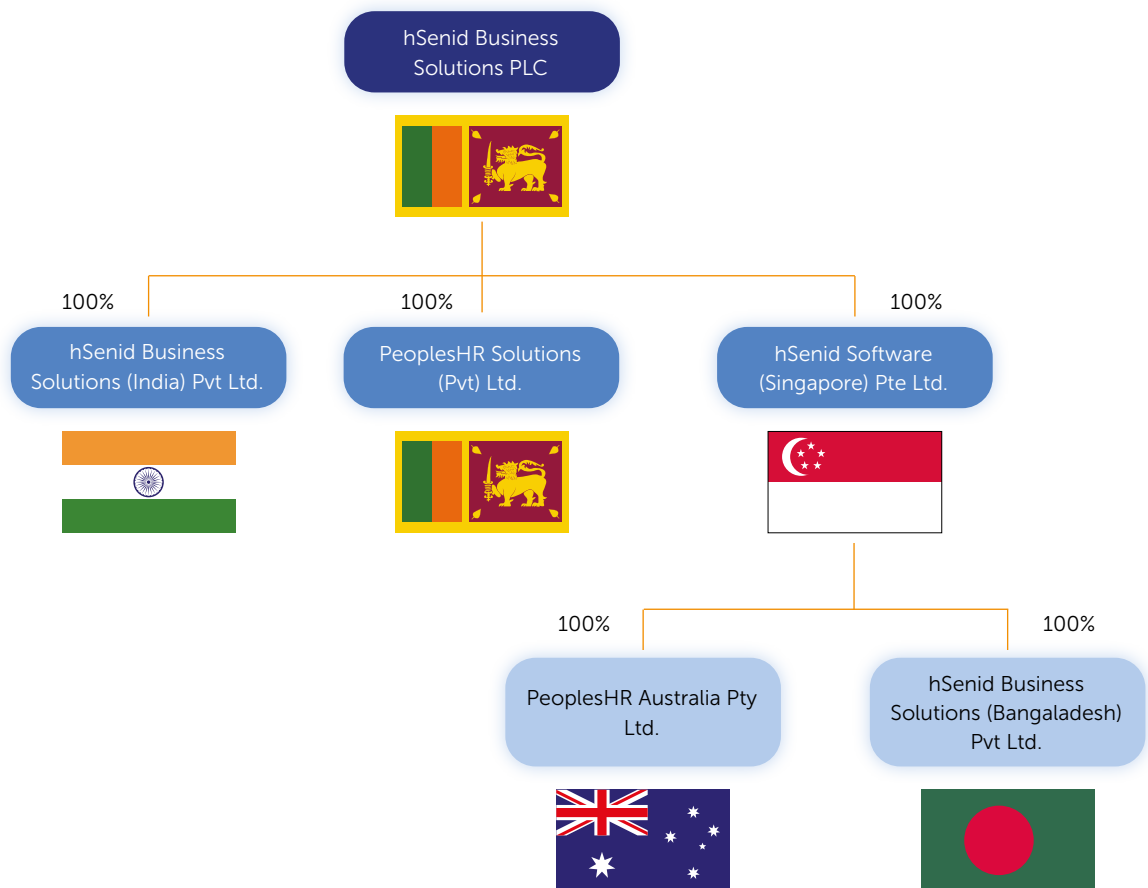 hSenid Business
Solutions PLC
100%
100%
100%
hSenid Business
Solutions (India) Pvt Ltd.
PeoplesHR Solutions
(Pvt) Ltd.
hSenid Software
(Singapore) Pte Ltd.
100%
100%
PeoplesHR Australia Pty
Ltd.
hSenid Business
Solutions (Bangaladesh)
Pvt Ltd.